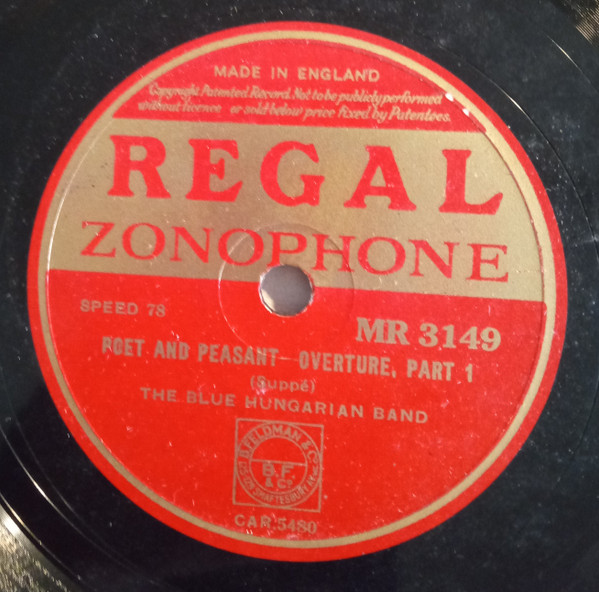 MADE IN ENGLAND
Copyright Patented Record. Not to be publicly performed
without licence or sold below price fixed by Patentees.
REGAL
ZONOPHONE
SPEED 78
MR 3149
POET AND PEASANT—OVERTURE, PART 1
(Suppé)
THE BLUE HUNGARIAN BAND
B. FELDMAN & Co.
B.F.
& Co.
CAR 5480